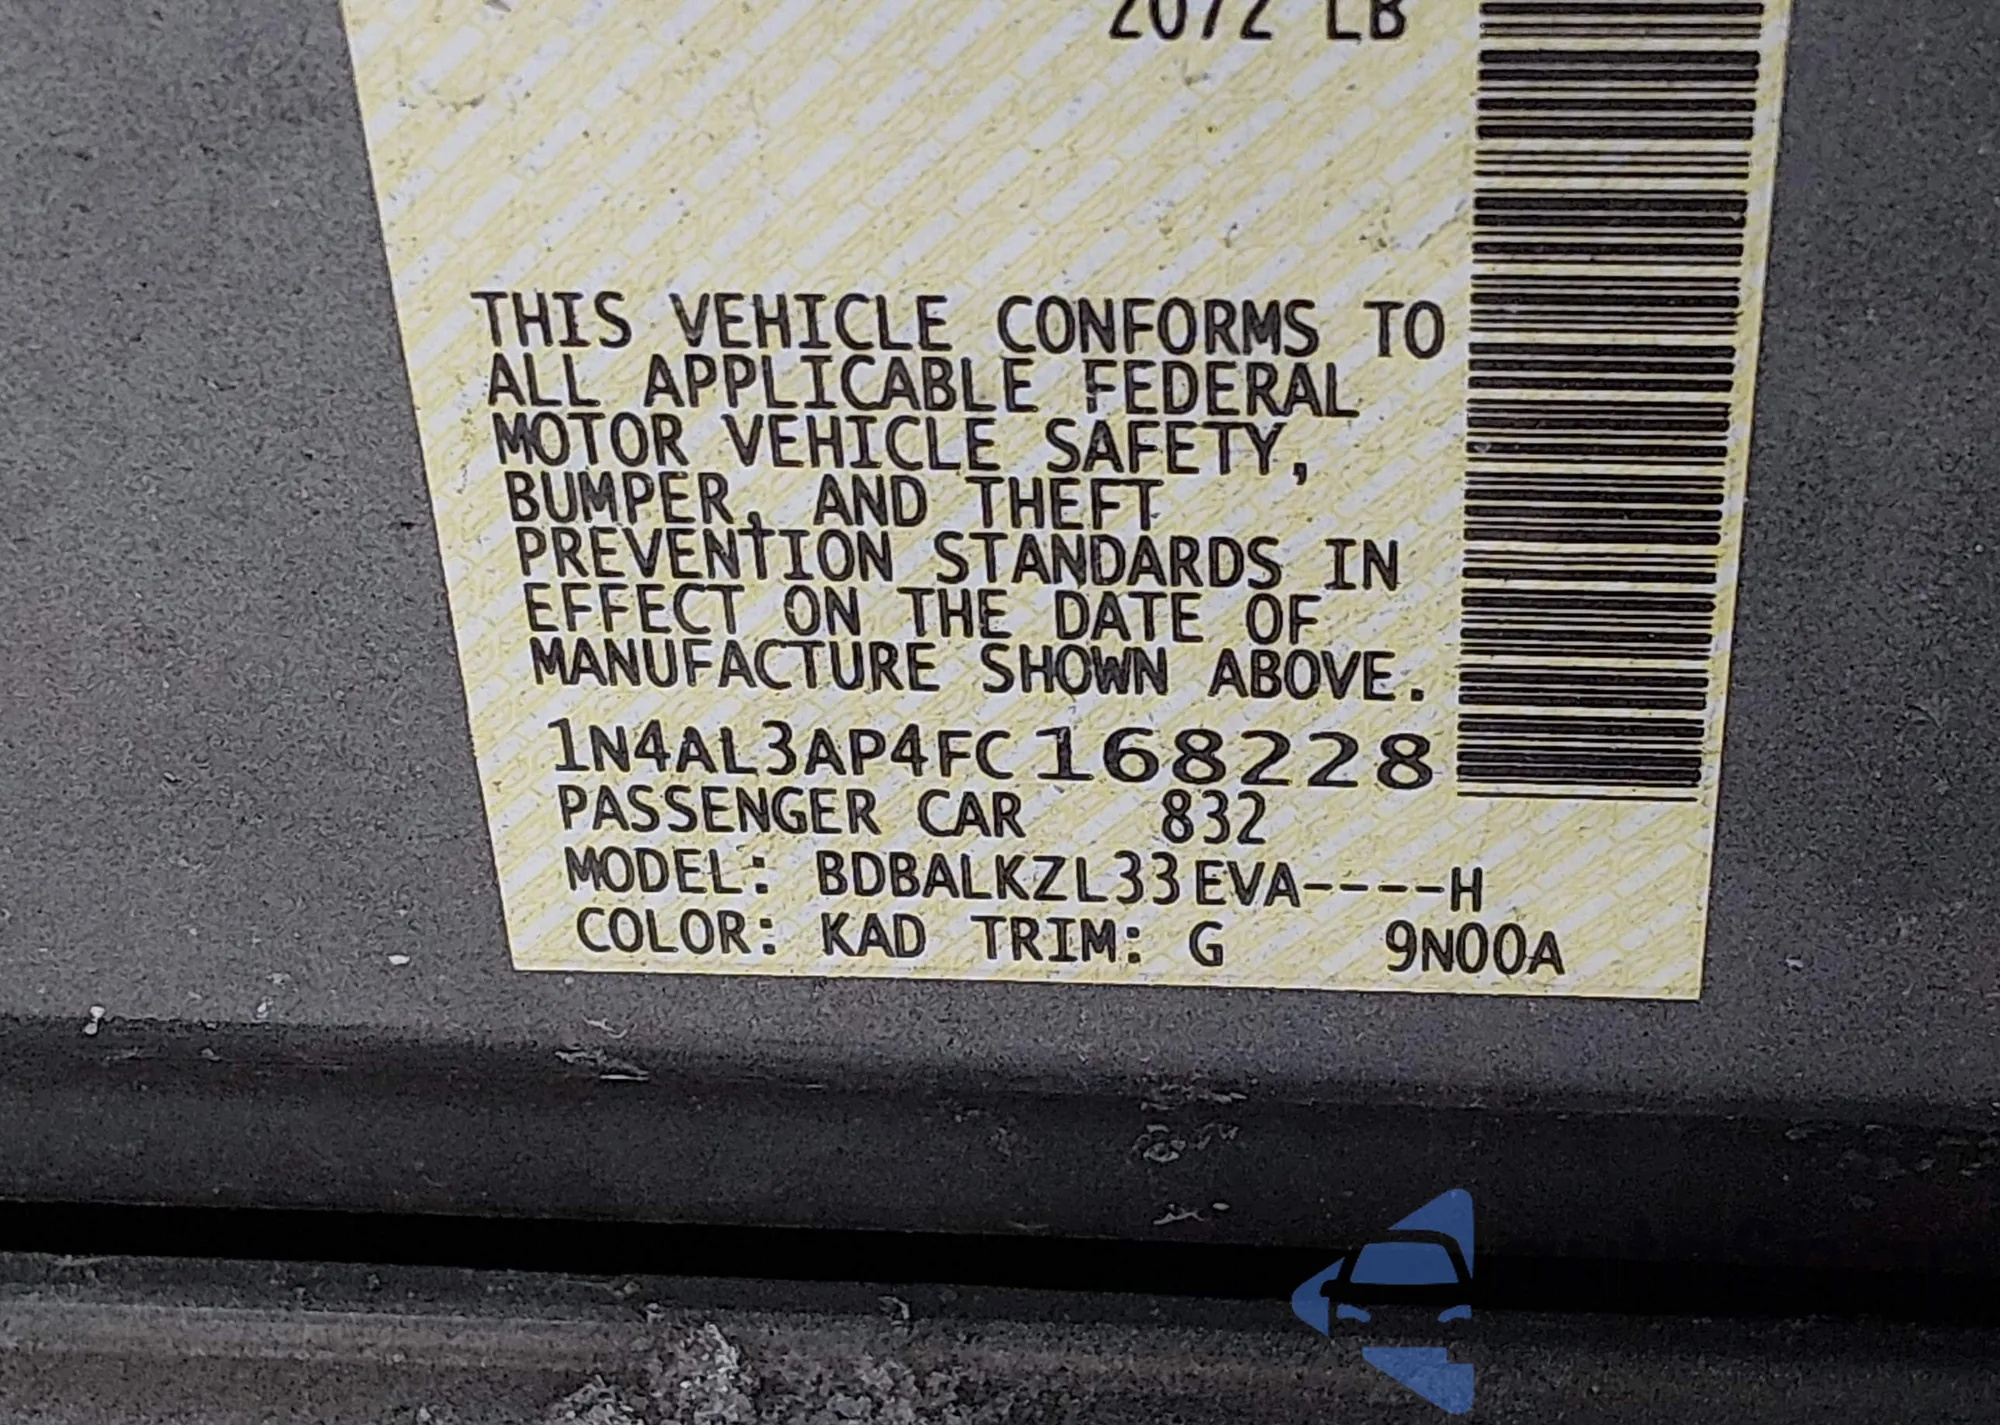 2072 LB
THIS VEHICLE CONFORMS TO
ALL APPLICABLE FEDERAL
MOTOR VEHICLE SAFETY,
BUMPER, AND THEFT
PREVENTION STANDARDS IN
EFFECT ON THE DATE OF
MANUFACTURE SHOWN ABOVE.
1N4AL3AP4FC168228
PASSENGER CAR 832
MODEL: BDBALKZL33EVA----H
COLOR: KAD TRIM: G 9N00A